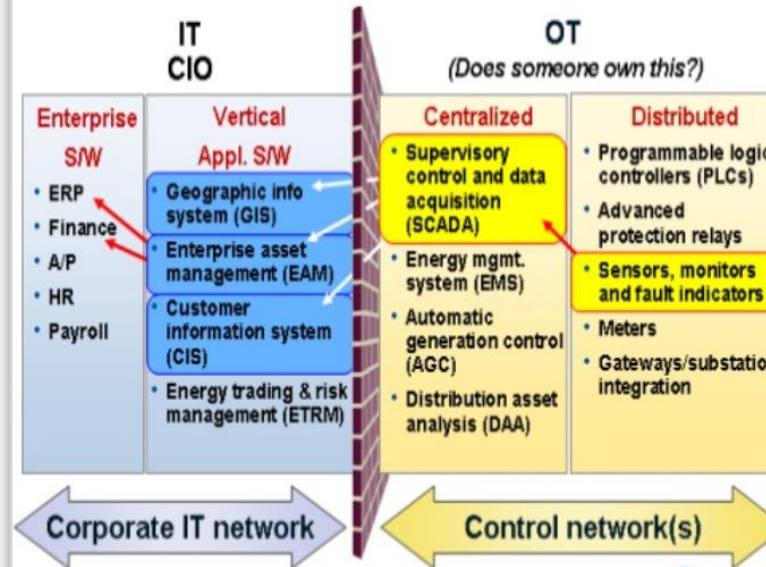 IT
CIO
OT
(Does someone own this?)
Enterprise
S/W
• ERP
• Finance
• A/P
• HR
• Payroll
Vertical
Appl. S/W
• Geographic info
system (GIS)
• Enterprise asset
management (EAM)
• Customer
information system
(CIS)
• Energy trading & risk
management (ETRM)
Centralized
• Supervisory
control and data
acquisition
(SCADA)
• Energy mgmt.
system (EMS)
• Automatic
generation control
(AGC)
• Distribution asset
analysis (DAA)
Distributed
• Programmable logic
controllers (PLCs)
• Advanced
protection relays
• Sensors, monitors
and fault indicators
• Meters
• Gateways/substatio
integration
Corporate IT network
Control network(s)